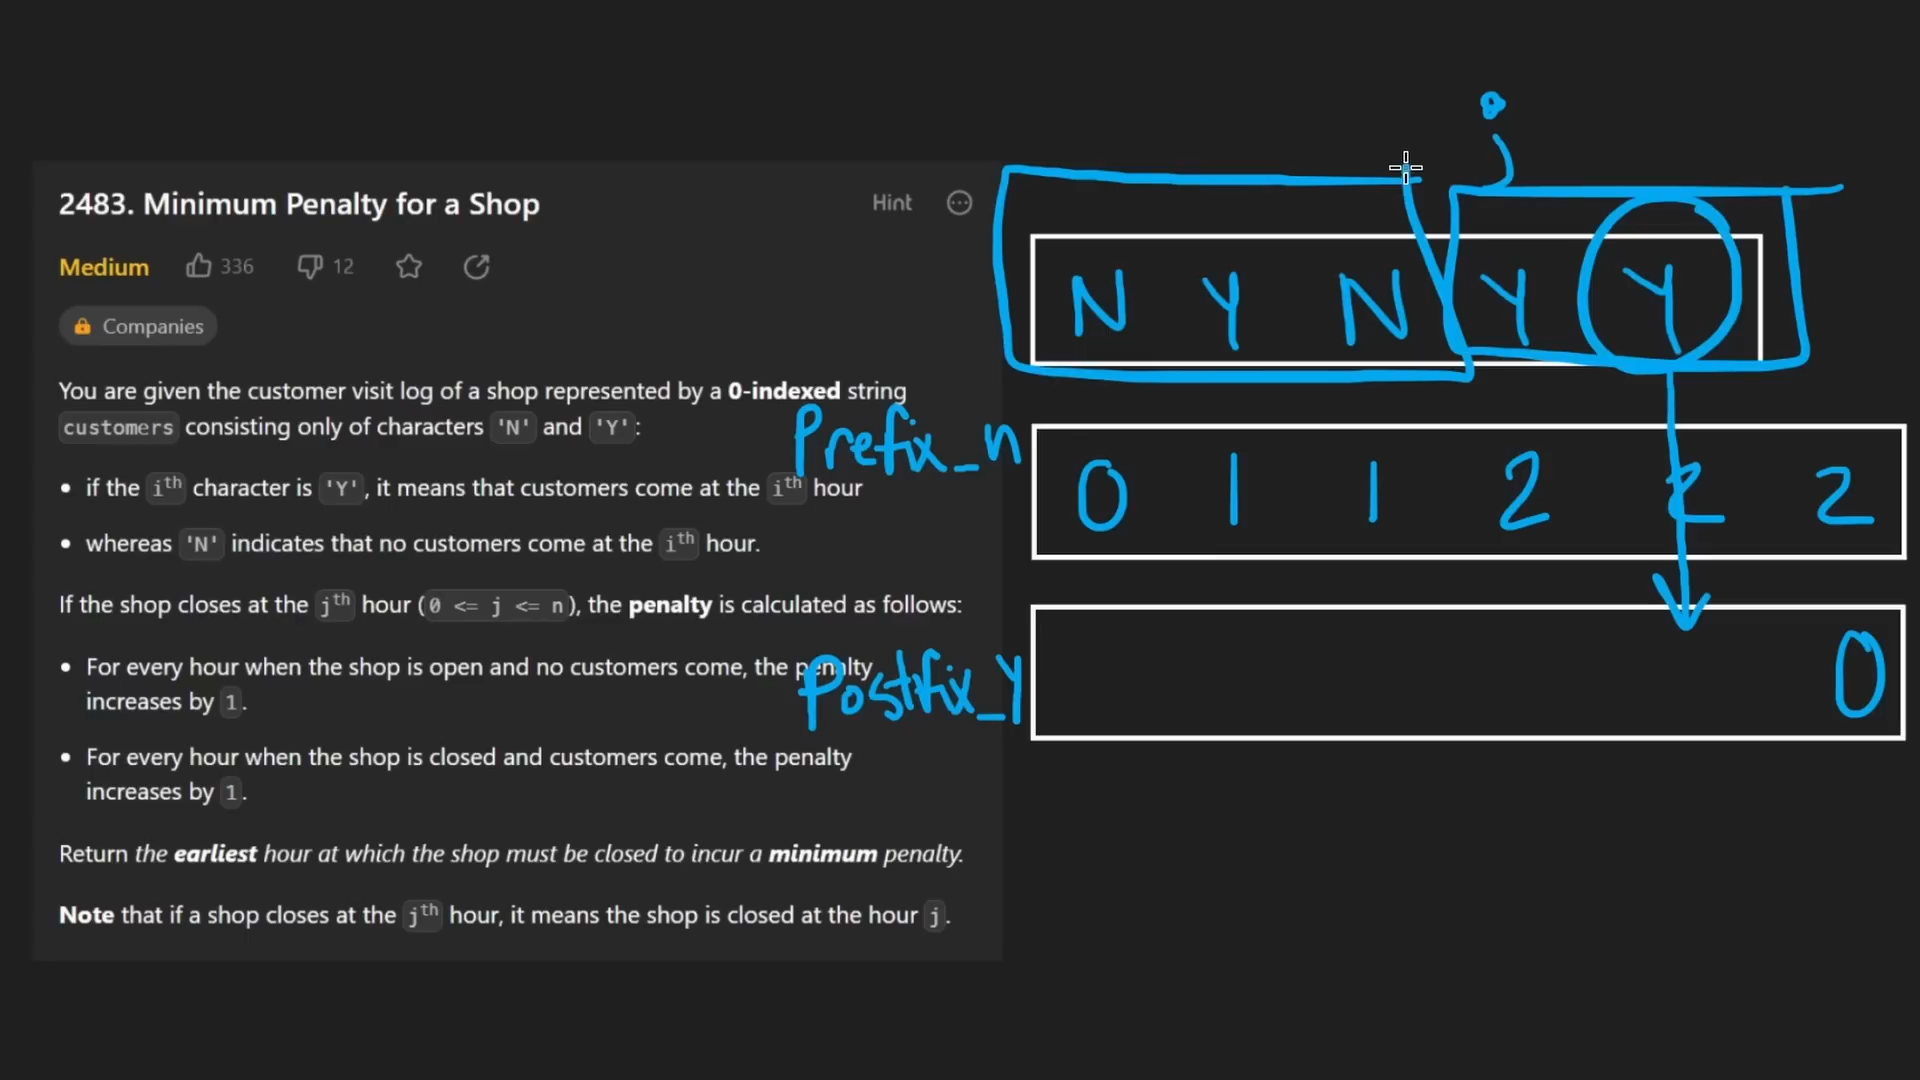 2483. Minimum Penalty for a Shop
Hint
Medium 336 12
Companies
You are given the customer visit log of a shop represented by a 0-indexed string
customers consisting only of characters 'N' and 'Y':
• if the ith character is 'Y', it means that customers come at the ith hour
• whereas 'N' indicates that no customers come at the ith hour.
If the shop closes at the jth hour (0 <= j <= n), the penalty is calculated as follows:
• For every hour when the shop is open and no customers come, the penalty
increases by 1.
• For every hour when the shop is closed and customers come, the penalty
increases by 1.
Return the earliest hour at which the shop must be closed to incur a minimum penalty.
Note that if a shop closes at the jth hour, it means the shop is closed at the hour j.
j
N Y N Y Y
Prefix_n 0 1 1 2 2 2
Postfix_Y 0